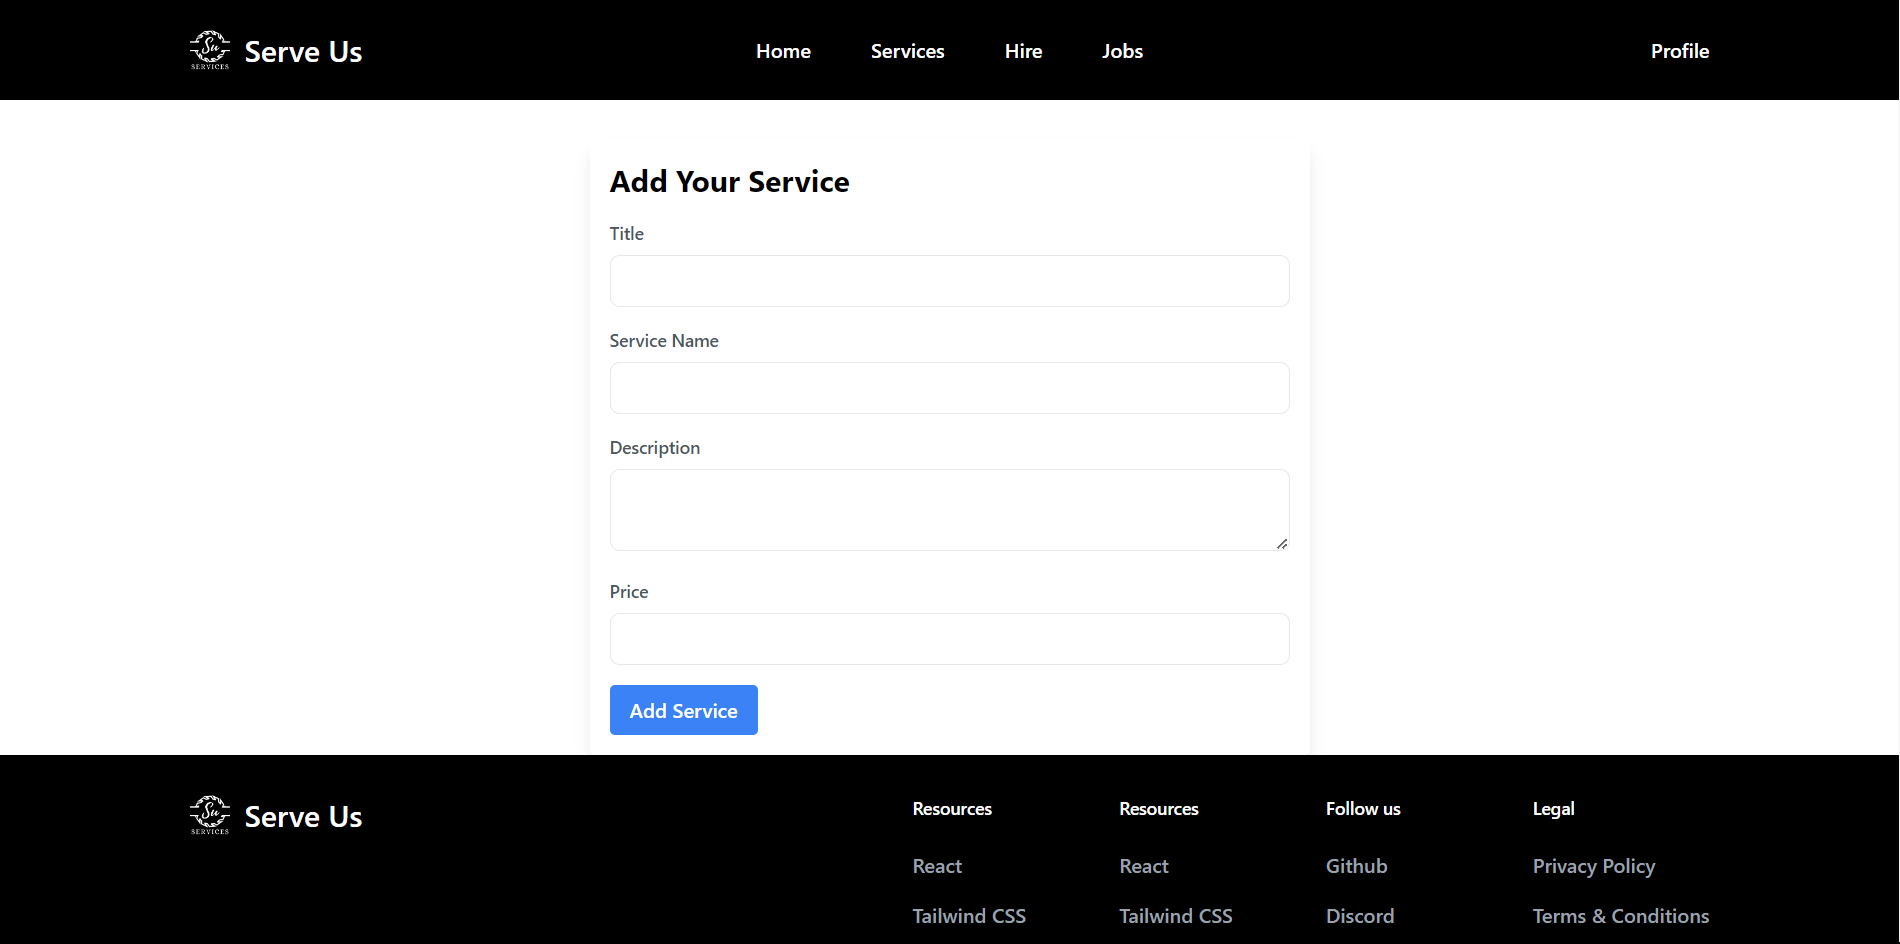 Su
SERVICES
Serve Us
Home Services Hire Jobs
Profile
Add Your Service
Title
Service Name
Description
Price
Add Service
Su
SERVICES
Serve Us
Resources
React
Tailwind CSS
Resources
React
Tailwind CSS
Follow us
Github
Discord
Legal
Privacy Policy
Terms & Conditions